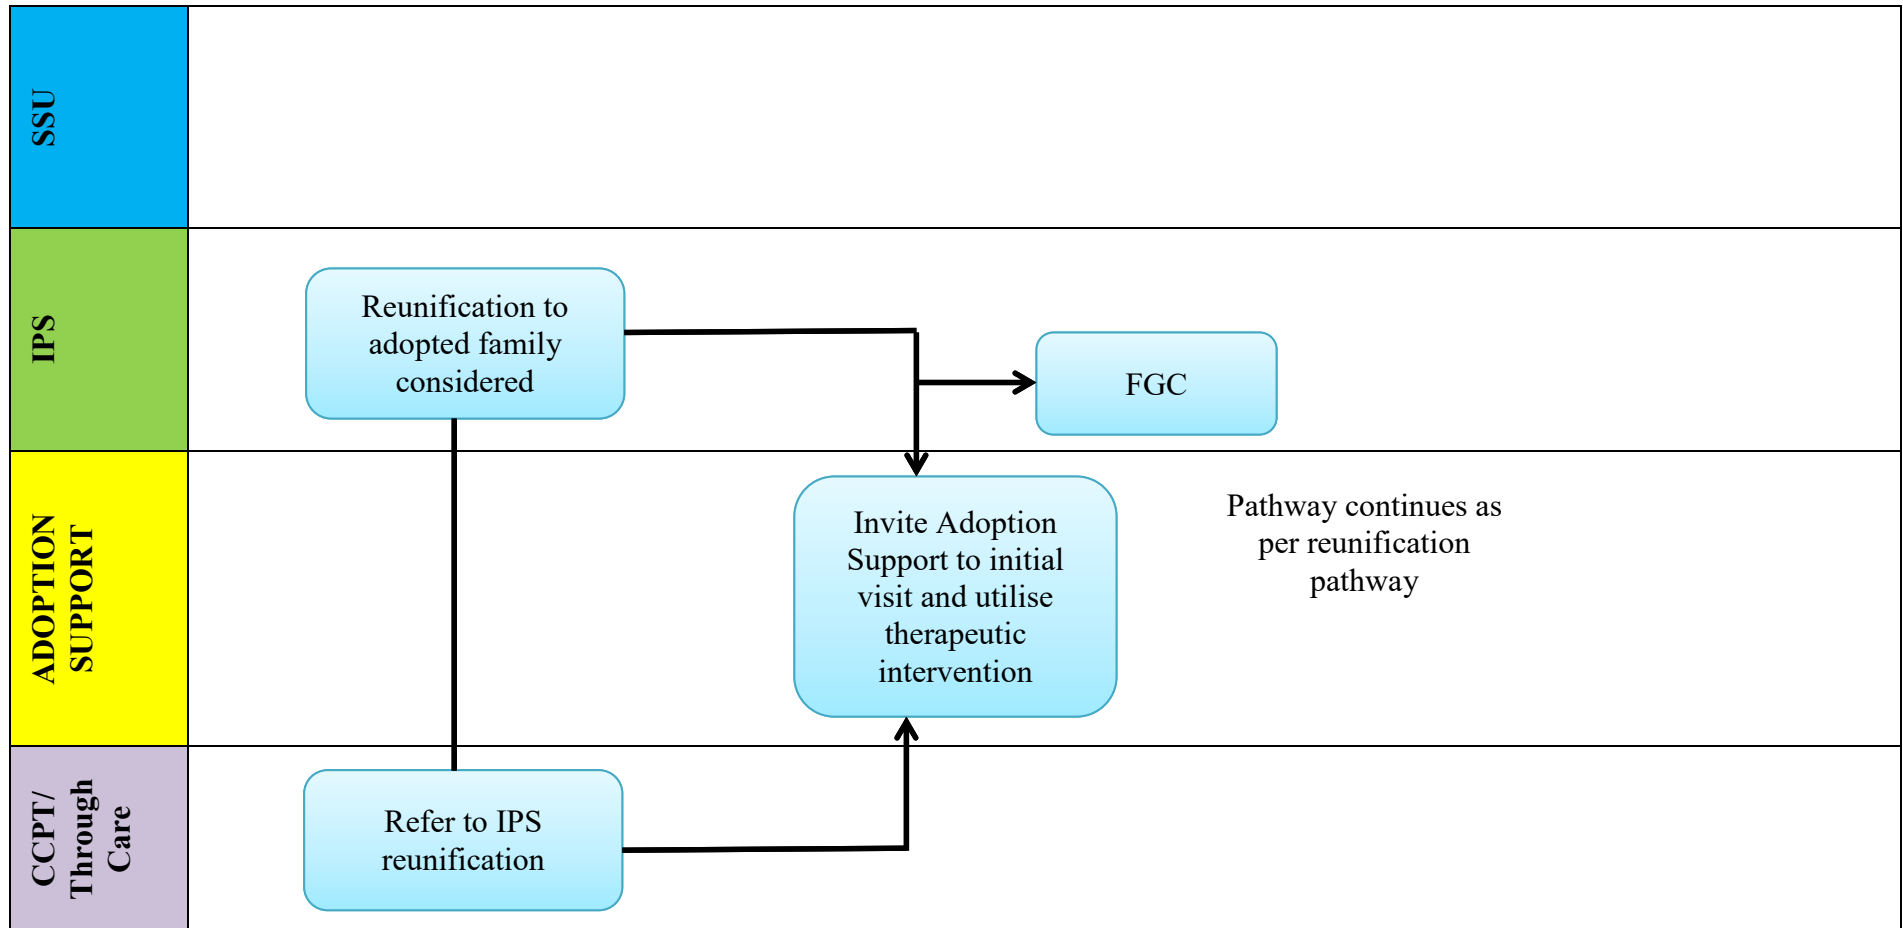 SSU
IPS
Reunification to
adopted family
considered
FGC
ADOPTION
SUPPORT
Invite Adoption
Support to initial
visit and utilise
therapeutic
intervention
Pathway continues as
per reunification
pathway
CCPT/
Through
Care
Refer to IPS
reunification